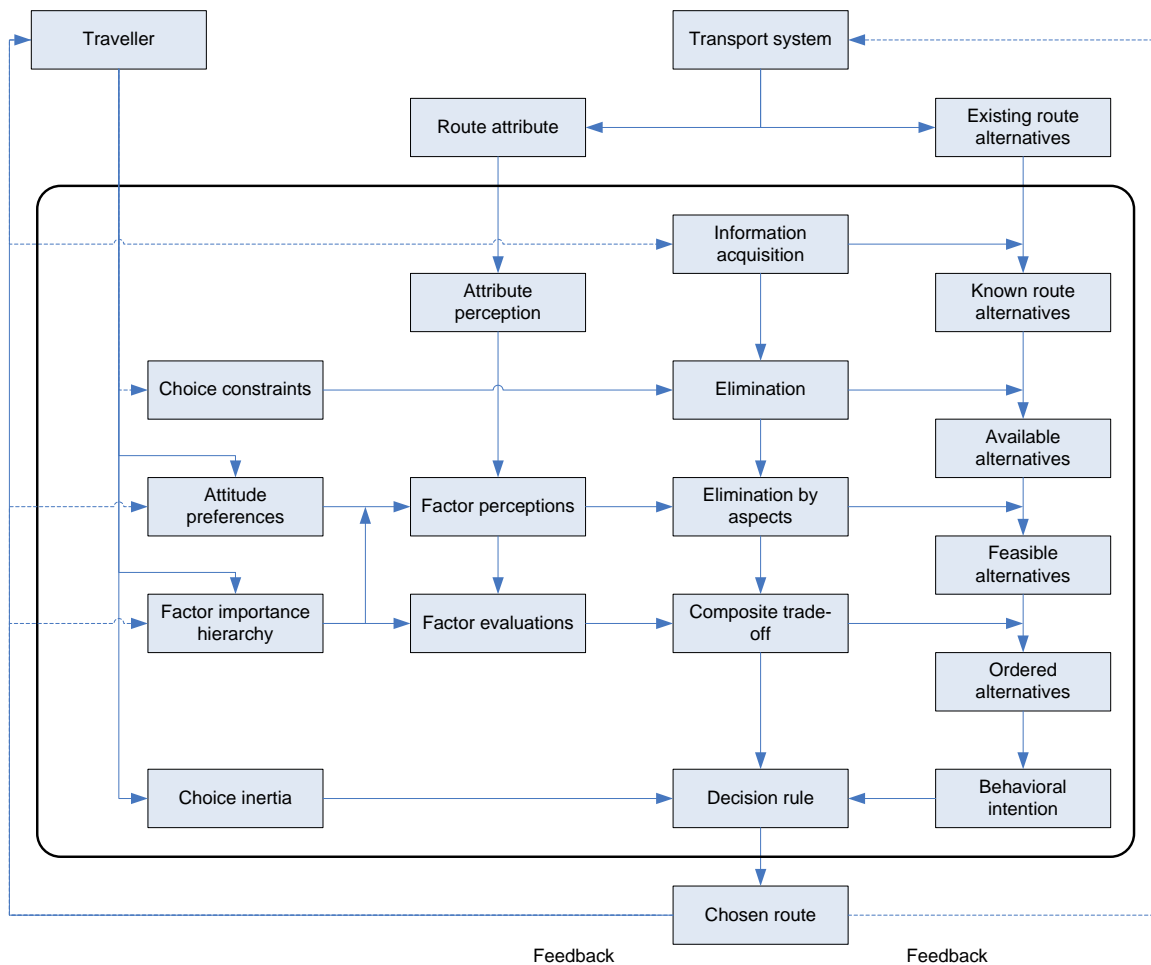 Traveller
Transport system
Route attribute
Existing route
alternatives
Information
acquisition
Attribute
perception
Known route
alternatives
Choice constraints
Elimination
Available
alternatives
Attitude
preferences
Factor perceptions
Elimination by
aspects
Feasible
alternatives
Factor importance
hierarchy
Factor evaluations
Composite trade-
off
Ordered
alternatives
Choice inertia
Decision rule
Behavioral
intention
Chosen route
Feedback
Feedback